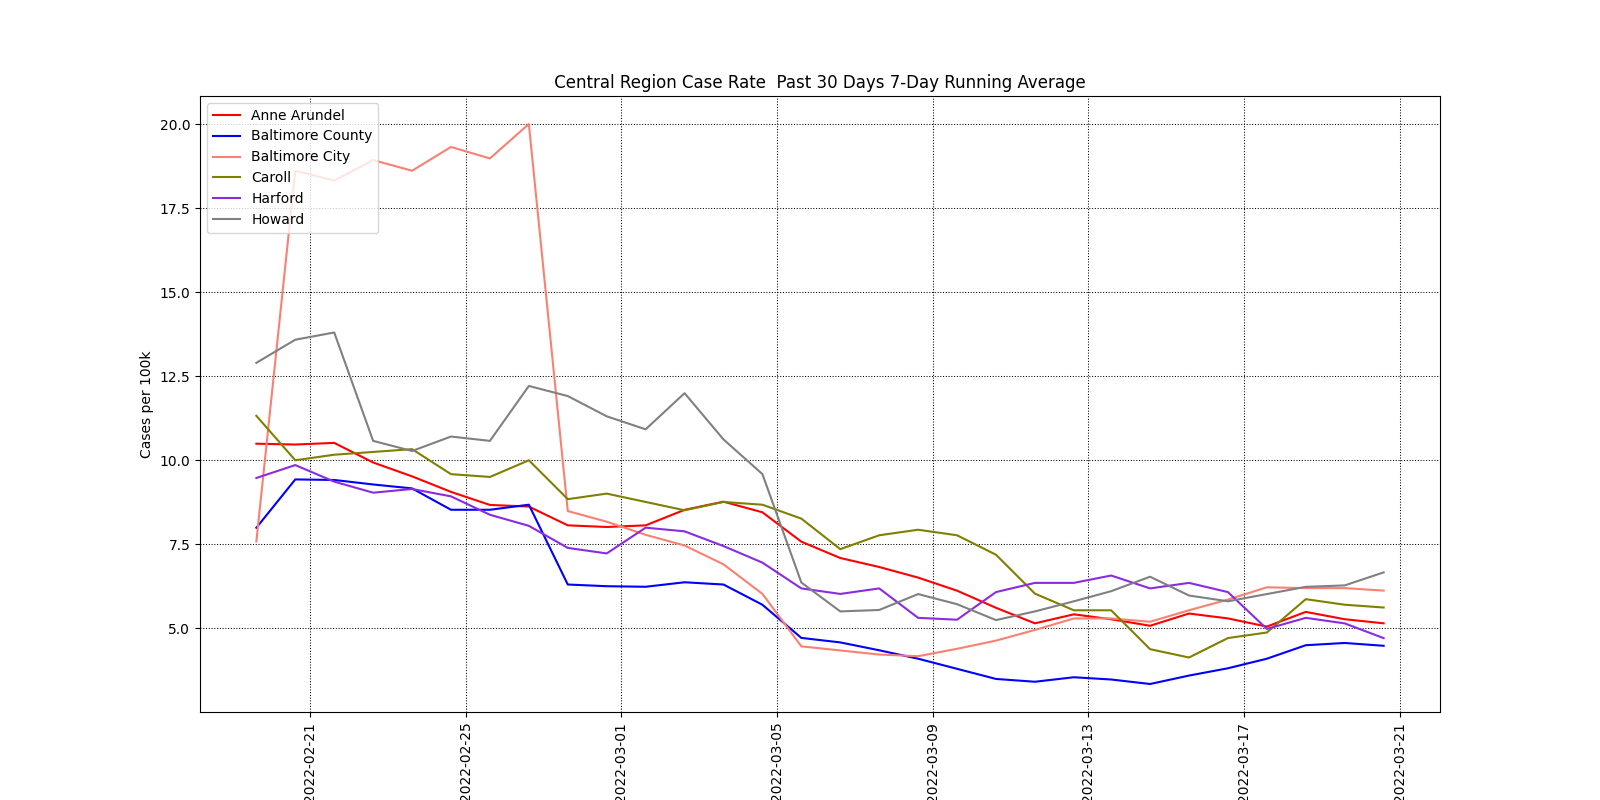 Central Region Case Rate  Past 30 Days 7-Day Running Average
Anne Arundel
Baltimore County
Baltimore City
Caroll
Harford
Howard
Cases per 100k
20.0
17.5
15.0
12.5
10.0
7.5
5.0
2022-02-21
2022-02-25
2022-03-01
2022-03-05
2022-03-09
2022-03-13
2022-03-17
2022-03-21